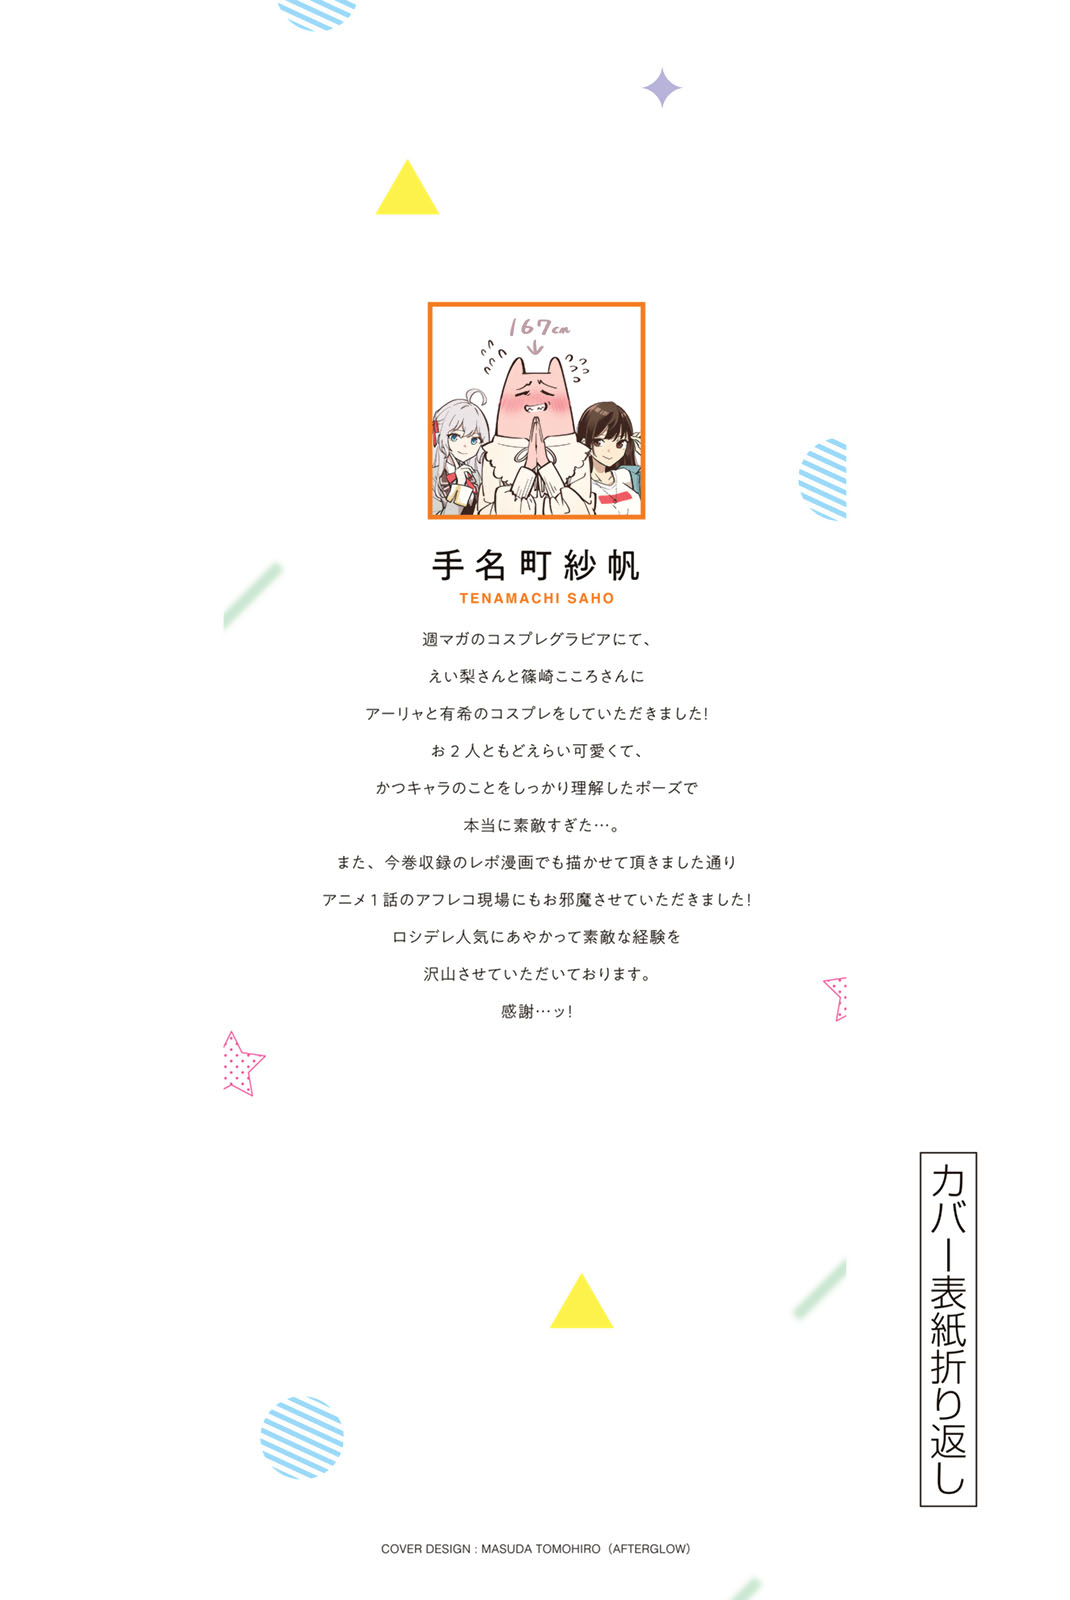 167cm
手名町紗帆
TENAMACHI SAHO
週マガのコスプレグラビアにて、
えい梨さんと篠崎こころさんに
アーリャと有希のコスプレをしていただきました!
お2人ともどえらい可愛くて、
かつキャラのことをしっかり理解したポーズで
本当に素敵すぎた…。
また、今巻収録のレポ漫画でも描かせて頂きました通り
アニメ1話のアフレコ現場にもお邪魔させていただきました!
ロシデレ人気にあやかって素敵な経験を
沢山させていただいております。
感謝…ッ!
カバー表紙折り返し
COVER DESIGN : MASUDA TOMOHIRO（AFTERGLOW）